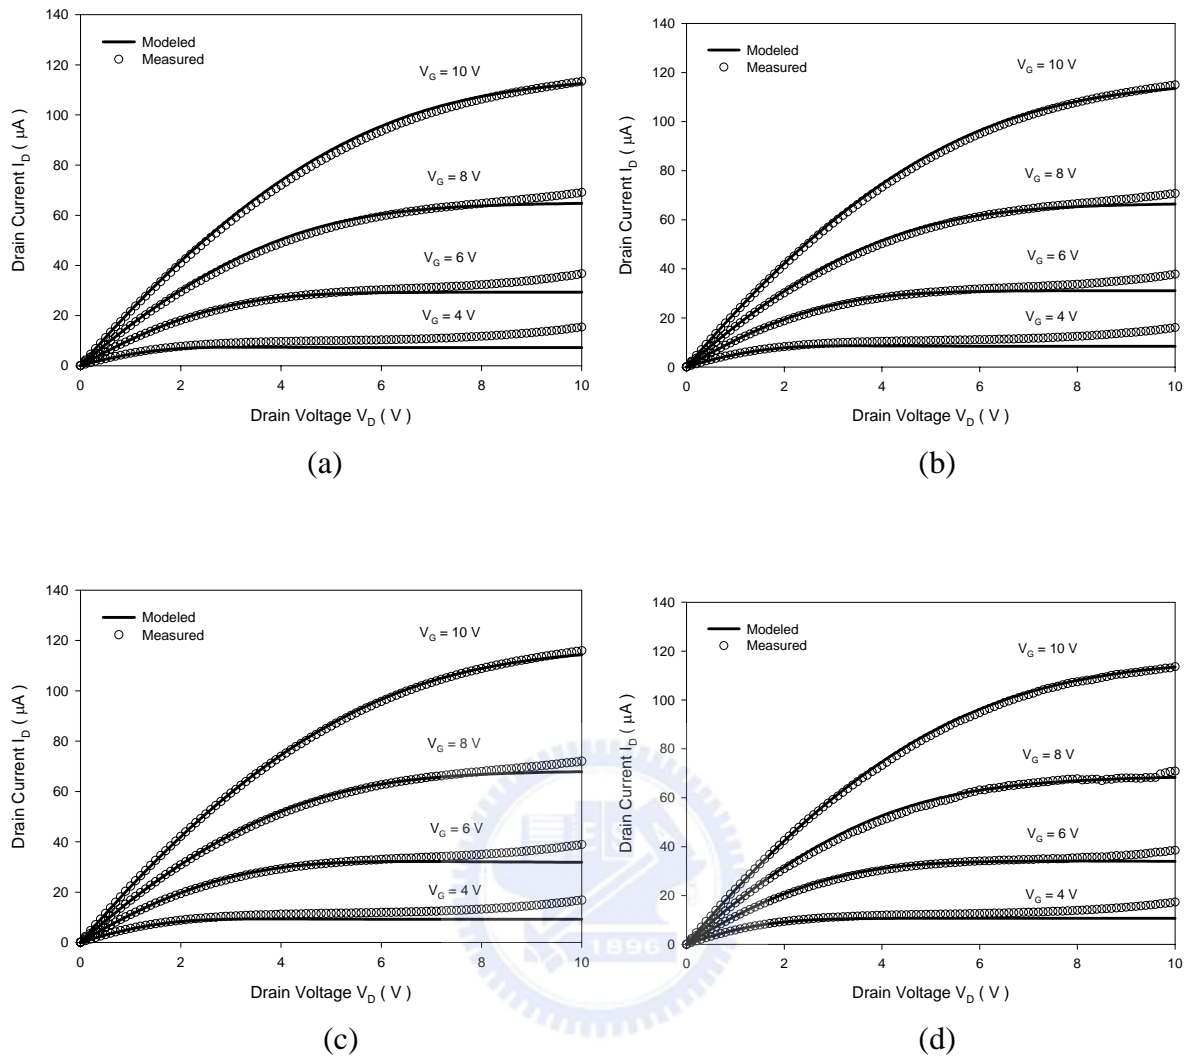 140
120
100
80
60
40
20
0
Drain Current I_D ( μA )
Modeled
Measured
V_G = 10 V
V_G = 8 V
V_G = 6 V
V_G = 4 V
0 2 4 6 8 10
Drain Voltage V_D ( V )
(a)
140
120
100
80
60
40
20
0
Drain Current I_D ( μA )
Modeled
Measured
V_G = 10 V
V_G = 8 V
V_G = 6 V
V_G = 4 V
0 2 4 6 8 10
Drain Voltage V_D ( V )
(b)
140
120
100
80
60
40
20
0
Drain Current I_D ( μA )
Modeled
Measured
V_G = 10 V
V_G = 8 V
V_G = 6 V
V_G = 4 V
0 2 4 6 8 10
Drain Voltage V_D ( V )
(c)
140
120
100
80
60
40
20
0
Drain Current I_D ( μA )
Modeled
Measured
V_G = 10 V
V_G = 8 V
V_G = 6 V
V_G = 4 V
0 2 4 6 8 10
Drain Voltage V_D ( V )
(d)
1896